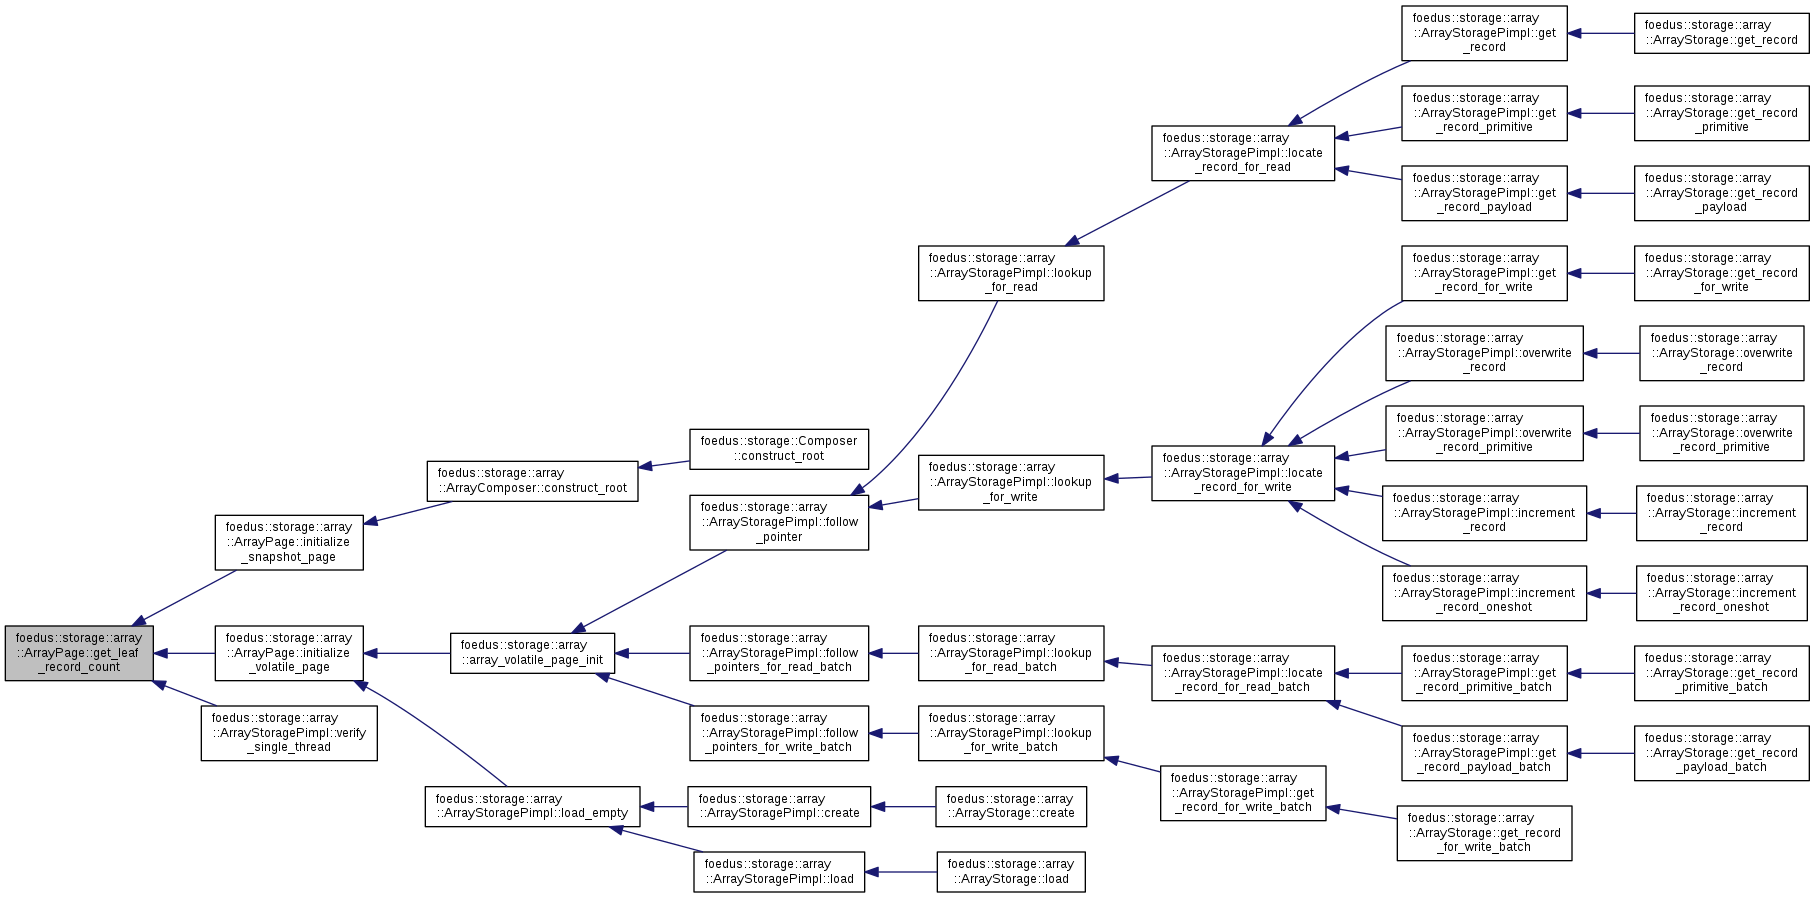 foedus::storage::array
::ArrayPage::get_leaf
_record_count
foedus::storage::array
::ArrayPage::initialize
_snapshot_page
foedus::storage::array
::ArrayComposer::construct_root
foedus::storage::Composer
::construct_root
foedus::storage::array
::ArrayPage::initialize
_volatile_page
foedus::storage::array
::array_volatile_page_init
foedus::storage::array
::ArrayStoragePimpl::follow
_pointer
foedus::storage::array
::ArrayStoragePimpl::lookup
_for_read
foedus::storage::array
::ArrayStoragePimpl::locate
_record_for_read
foedus::storage::array
::ArrayStoragePimpl::get
_record
foedus::storage::array
::ArrayStorage::get_record
foedus::storage::array
::ArrayStoragePimpl::get
_record_primitive
foedus::storage::array
::ArrayStorage::get_record
_primitive
foedus::storage::array
::ArrayStoragePimpl::get
_record_payload
foedus::storage::array
::ArrayStorage::get_record
_payload
foedus::storage::array
::ArrayStoragePimpl::lookup
_for_write
foedus::storage::array
::ArrayStoragePimpl::locate
_record_for_write
foedus::storage::array
::ArrayStoragePimpl::get
_record_for_write
foedus::storage::array
::ArrayStorage::get_record
_for_write
foedus::storage::array
::ArrayStoragePimpl::overwrite
_record
foedus::storage::array
::ArrayStorage::overwrite
_record
foedus::storage::array
::ArrayStoragePimpl::overwrite
_record_primitive
foedus::storage::array
::ArrayStorage::overwrite
_record_primitive
foedus::storage::array
::ArrayStoragePimpl::increment
_record
foedus::storage::array
::ArrayStorage::increment
_record
foedus::storage::array
::ArrayStoragePimpl::increment
_record_oneshot
foedus::storage::array
::ArrayStorage::increment
_record_oneshot
foedus::storage::array
::ArrayStoragePimpl::follow
_pointers_for_read_batch
foedus::storage::array
::ArrayStoragePimpl::lookup
_for_read_batch
foedus::storage::array
::ArrayStoragePimpl::locate
_record_for_read_batch
foedus::storage::array
::ArrayStoragePimpl::get
_record_primitive_batch
foedus::storage::array
::ArrayStorage::get_record
_primitive_batch
foedus::storage::array
::ArrayStoragePimpl::get
_record_payload_batch
foedus::storage::array
::ArrayStorage::get_record
_payload_batch
foedus::storage::array
::ArrayStoragePimpl::follow
_pointers_for_write_batch
foedus::storage::array
::ArrayStoragePimpl::lookup
_for_write_batch
foedus::storage::array
::ArrayStoragePimpl::get
_record_for_write_batch
foedus::storage::array
::ArrayStorage::get_record
_for_write_batch
foedus::storage::array
::ArrayStoragePimpl::verify
_single_thread
foedus::storage::array
::ArrayStoragePimpl::load_empty
foedus::storage::array
::ArrayStoragePimpl::create
foedus::storage::array
::ArrayStorage::create
foedus::storage::array
::ArrayStoragePimpl::load
foedus::storage::array
::ArrayStorage::load